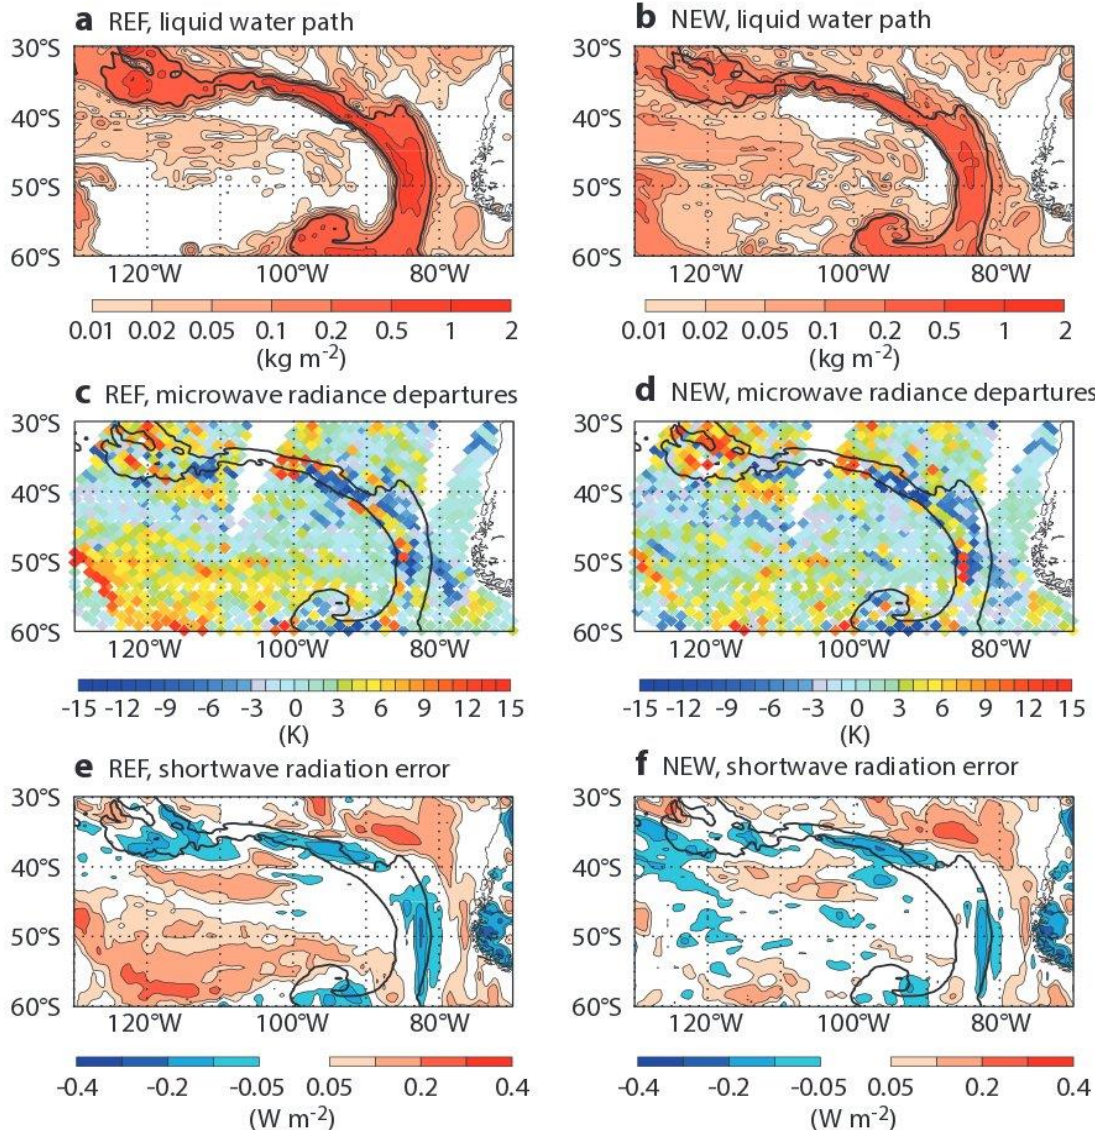 a REF, liquid water path
b NEW, liquid water path
30°S
40°S
50°S
60°S
120°W 100°W 80°W
30°S
40°S
50°S
60°S
120°W 100°W 80°W
0.01 0.02 0.05 0.1 0.2 0.5 1 2
(kg m-2)
0.01 0.02 0.05 0.1 0.2 0.5 1 2
(kg m-2)
c REF, microwave radiance departures
d NEW, microwave radiance departures
30°S
40°S
50°S
60°S
120°W 100°W 80°W
30°S
40°S
50°S
60°S
120°W 100°W 80°W
-15 -12 -9 -6 -3 0 3 6 9 12 15
(K)
-15 -12 -9 -6 -3 0 3 6 9 12 15
(K)
e REF, shortwave radiation error
f NEW, shortwave radiation error
30°S
40°S
50°S
60°S
120°W 100°W 80°W
30°S
40°S
50°S
60°S
120°W 100°W 80°W
-0.4 -0.2 -0.05 0.05 0.2 0.4
(W m-2)
-0.4 -0.2 -0.05 0.05 0.2 0.4
(W m-2)